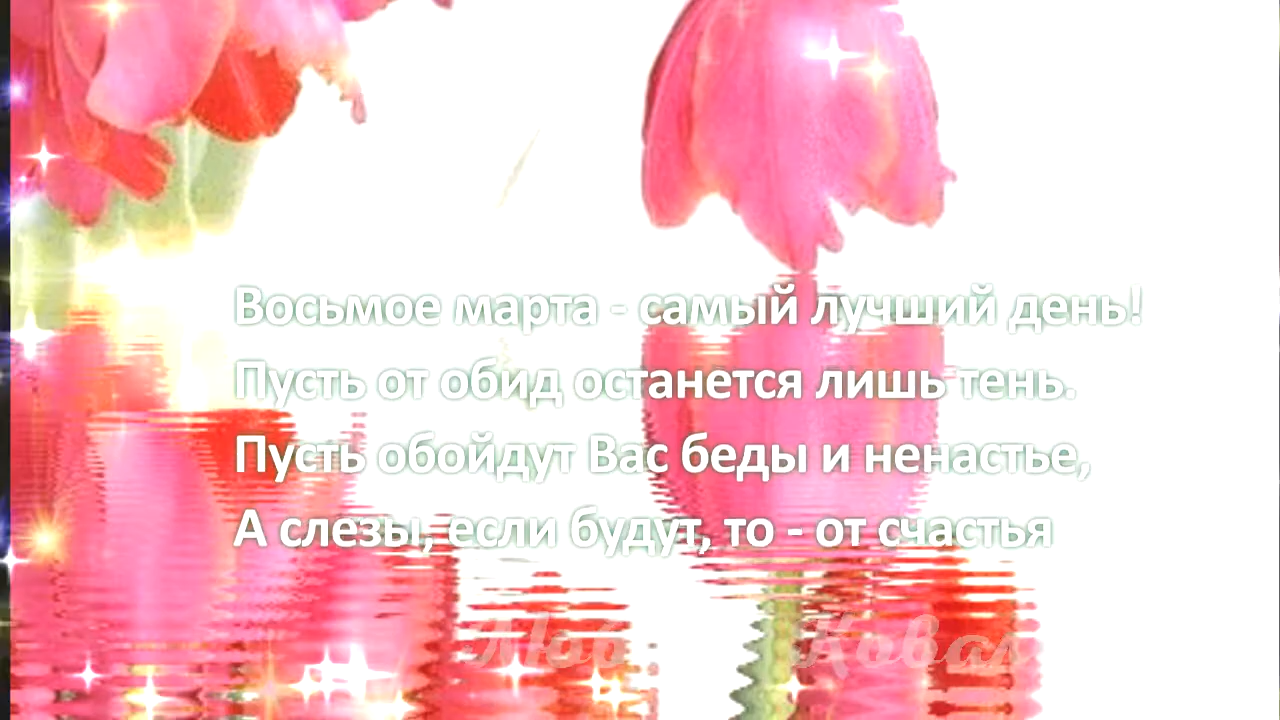 Восьмое марта - самый лучший день!
Пусть от обид останется лишь тень.
Пусть обойдут Вас беды и ненастье,
А слезы, если будут, то - от счастья